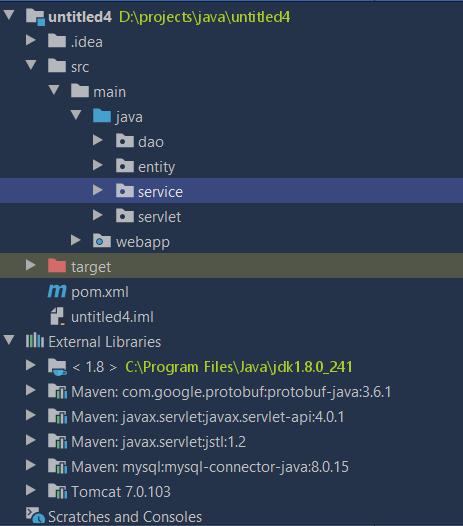 untitled4 D:\projects\java\untitled4
.idea
src
main
java
dao
entity
service
servlet
webapp
target
pom.xml
untitled4.iml
External Libraries
< 1.8 > C:\Program Files\Java\jdk1.8.0_241
Maven: com.google.protobuf:protobuf-java:3.6.1
Maven: javax.servlet:javax.servlet-api:4.0.1
Maven: javax.servlet:jstl:1.2
Maven: mysql:mysql-connector-java:8.0.15
Tomcat 7.0.103
Scratches and Consoles